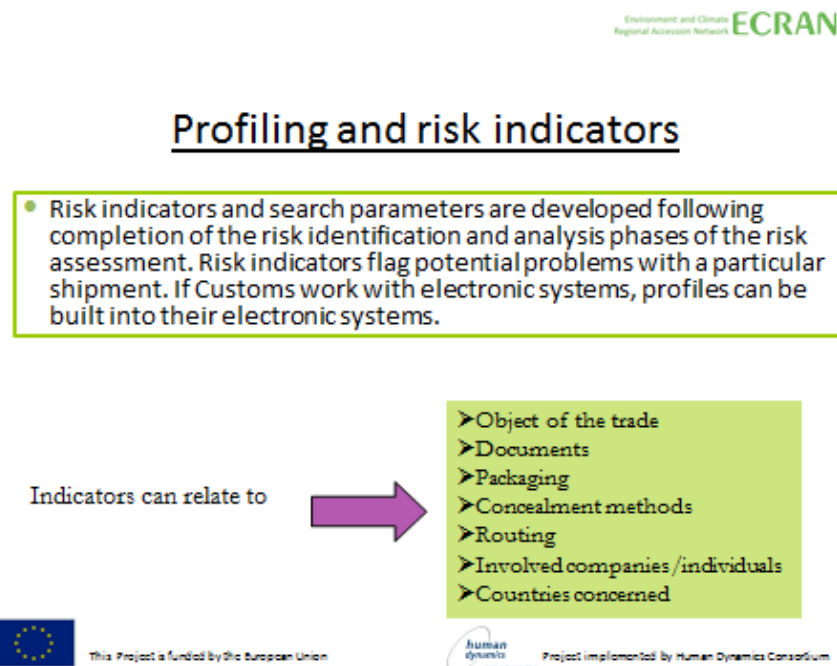 Environment and Climate
Regional Accession Network ECRAN
Profiling and risk indicators
• Risk indicators and search parameters are developed following
completion of the risk identification and analysis phases of the risk
assessment. Risk indicators flag potential problems with a particular
shipment. If Customs work with electronic systems, profiles can be
built into their electronic systems.
Indicators can relate to
➢Object of the trade
➢Documents
➢Packaging
➢Concealment methods
➢Routing
➢Involved companies/individuals
➢Countries concerned
This Project is funded by the European Union
human
dynamics
Project implemented by Human Dynamics Consortium